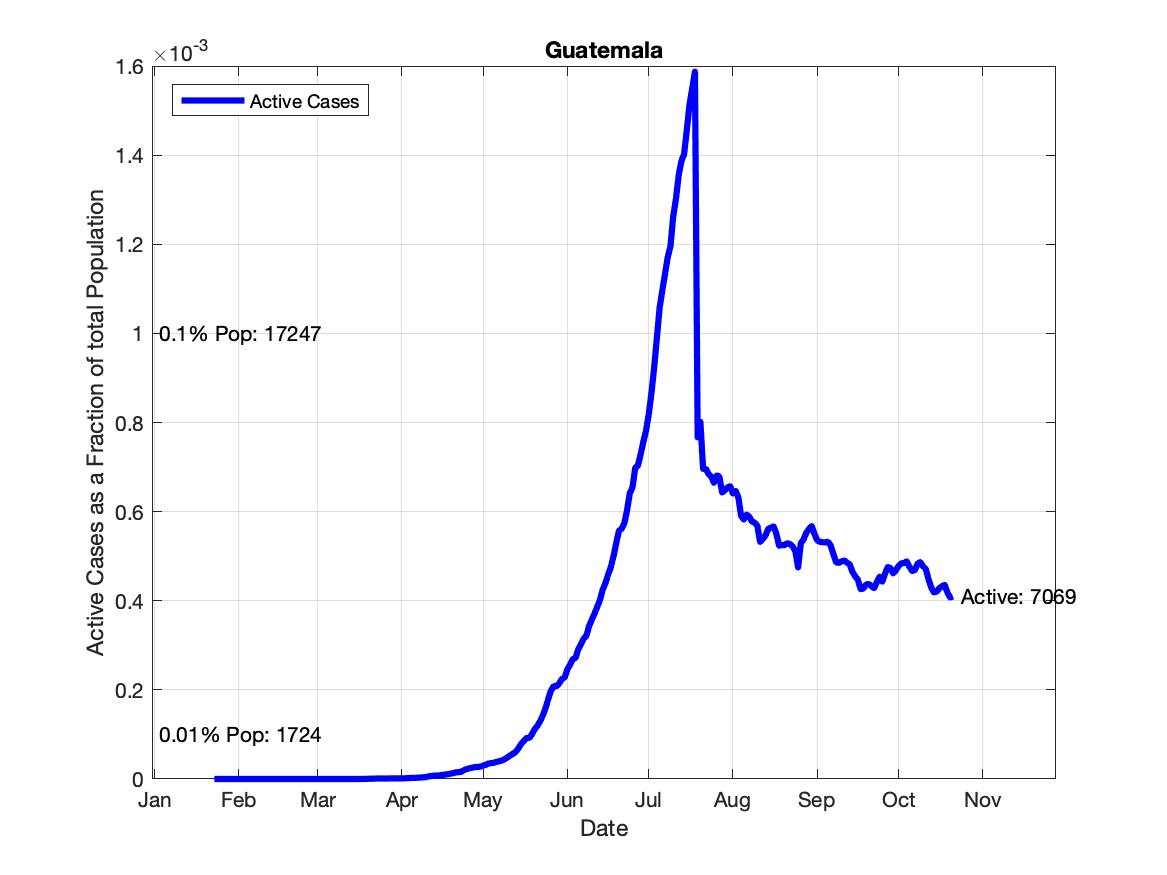 Guatemala
×10-3
1.6
1.4
1.2
1
0.8
0.6
0.4
0.2
0
Active Cases
0.1% Pop: 17247
0.01% Pop: 1724
Active: 7069
Active Cases as a Fraction of total Population
Jan Feb Mar Apr May Jun Jul Aug Sep Oct Nov
Date